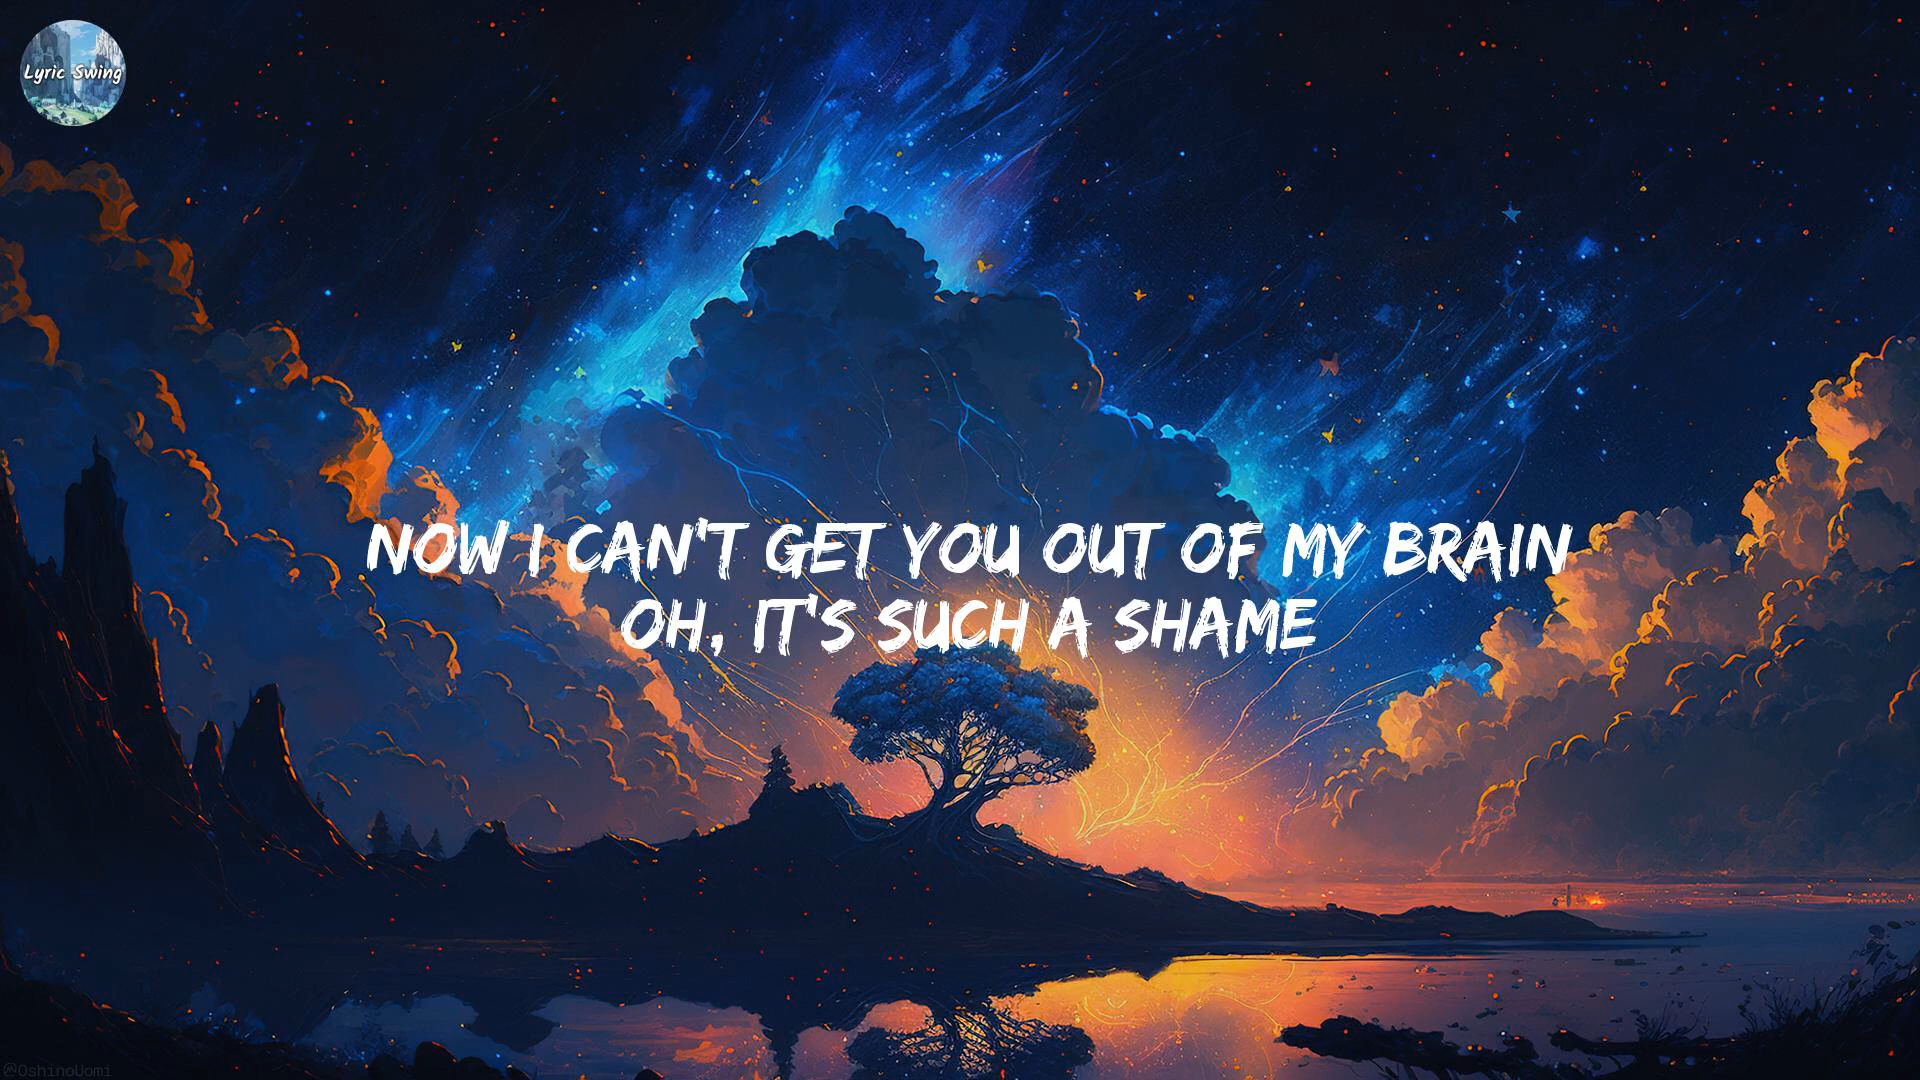 Lyric Swing
NOW I CAN'T GET YOU OUT OF MY BRAIN
OH, IT'S SUCH A SHAME
@OshinoUomi